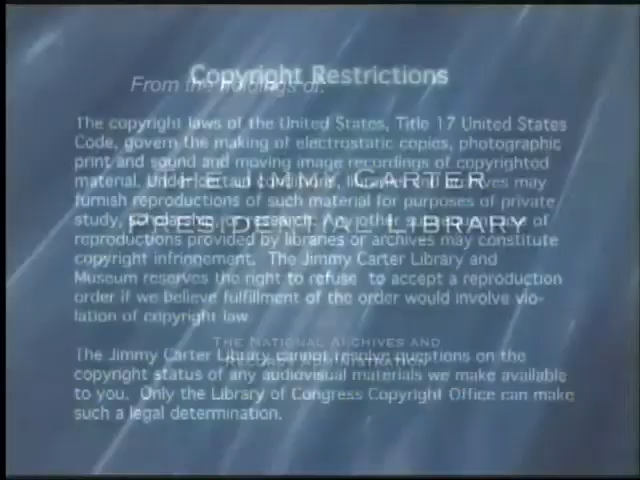 Copyright Restrictions
From the holdings of:
The copyright laws of the United States, Title 17 United States
Code, govern the making of electrostatic copies, photographic
print and sound and moving image recordings of copyrighted
material. Under certain conditions, libraries and archives may
furnish reproductions of such material for purposes of private
study, scholarship, or research. Any other subsequent use of
reproductions provided by libraries or archives may constitute
copyright infringement. The Jimmy Carter Library and
Museum reserves the right to refuse to accept a reproduction
order if we believe fulfillment of the order would involve vio-
lation of copyright law
The Jimmy Carter Library cannot resolve questions on the
copyright status of any audiovisual materials we make available
to you. Only the Library of Congress Copyright Office can make
such a legal determination.
THE JIMMY CARTER
PRESIDENTIAL LIBRARY
THE NATIONAL ARCHIVES AND
RECORDS ADMINISTRATION